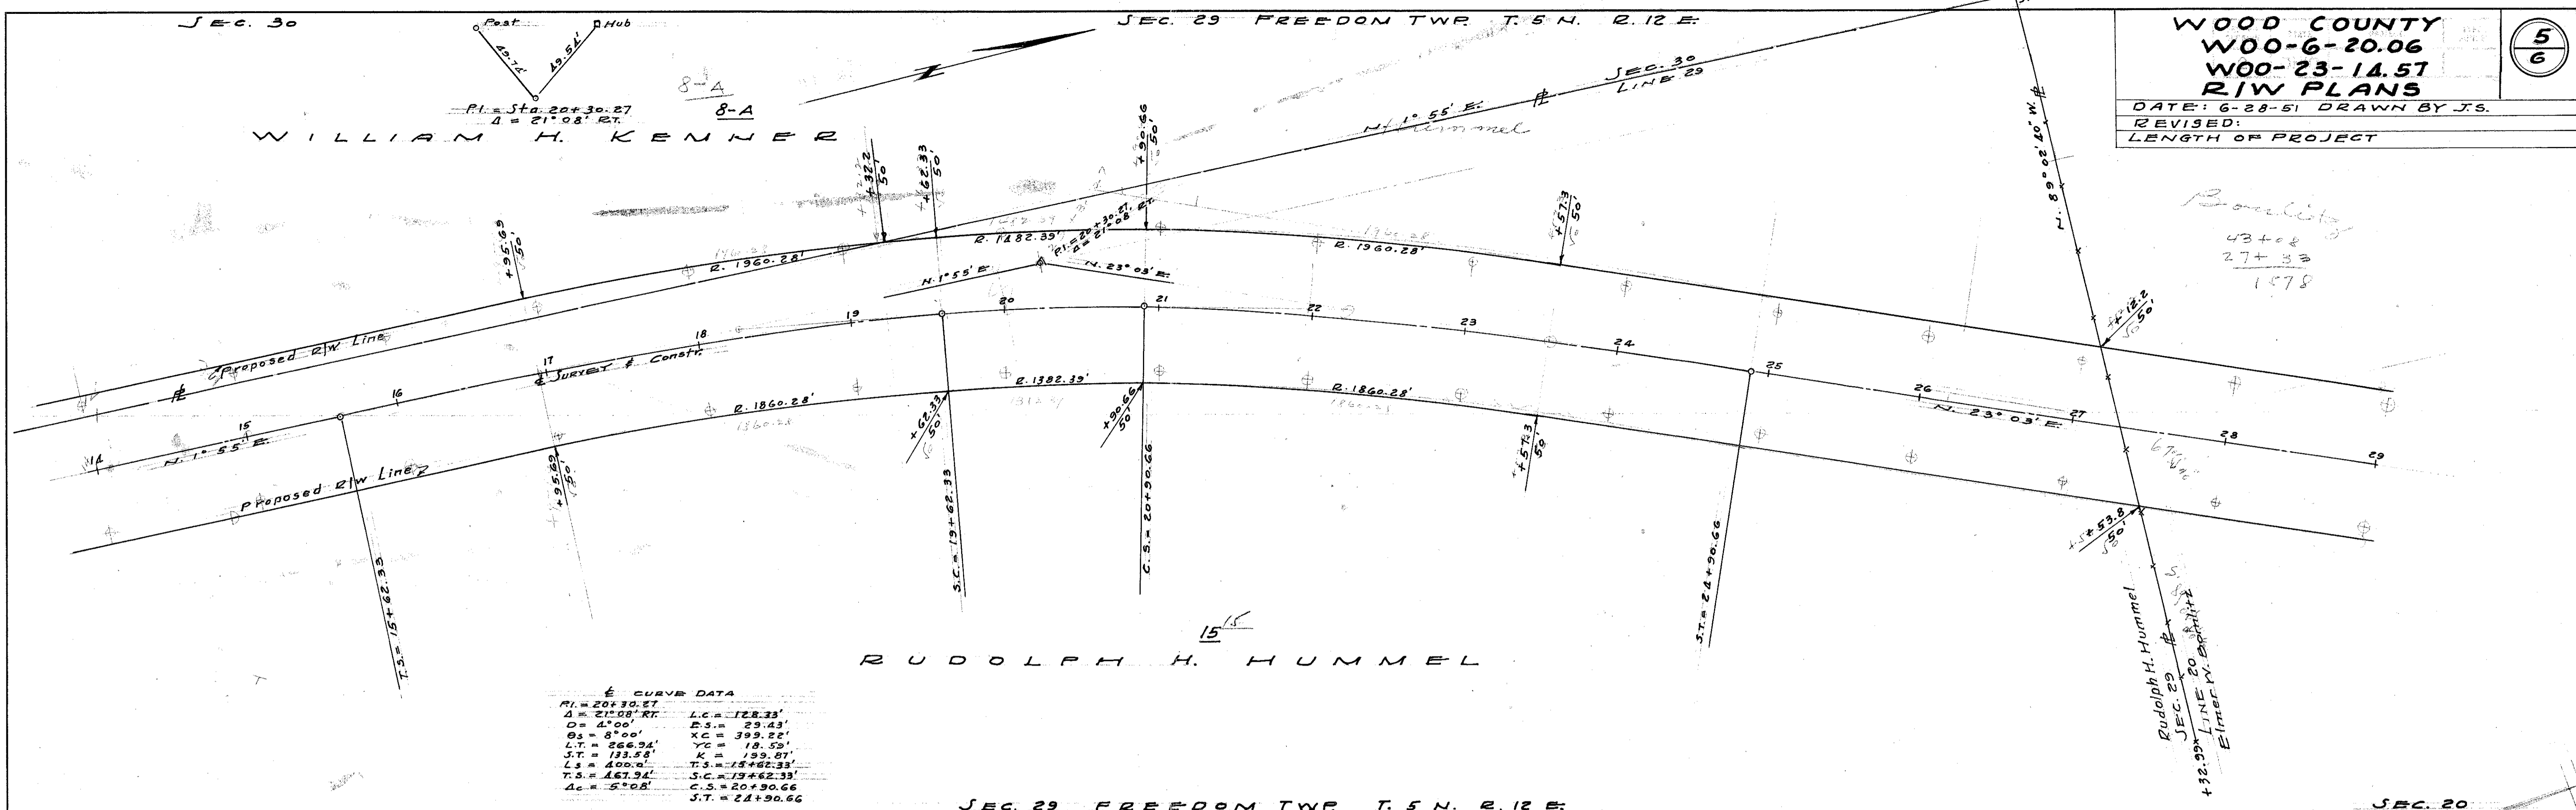 SEC. 30
SEC. 29 FREEDOM TWP. T. 5 N. R. 12 E.
WOOD COUNTY
WOO-6-20.06
WOO-23-14.57
R/W PLANS
DATE: 6-28-51 DRAWN BY J.S.
REVISED:
LENGTH OF PROJECT
5
6
Post
Hub
49.74'
49.54'
P.I. = Sta. 20+30.27
Δ = 21°08' RT.
8-A
8-A
WILLIAM H. KEMNER
N
SEC. 30
LINE 29
N. 1°55' E.
Hummel
N. 89°02'40" W.
43+08
27+33
1578
+95.69
50'
+32.2
50'
+62.33
50'
+90.66
50'
+57.3
50'
+12.2
50'
R. 1960.28'
R. 1482.39'
R. 1960.28'
P.I. = 20+30.27
Δ = 21°08' RT.
N. 1°55' E.
N. 23°03' E.
Proposed R/W Line
℄ SURVEY & Constr.
14
15
16
17
18
19
20
21
22
23
24
25
26
27
28
29
N. 1°55' E.
N. 23°03' E.
Proposed R/W Line
R. 1860.28'
1860.28
R. 1382.39'
R. 1860.28'
+95.69
50'
+62.33
50'
+90.66
50'
+57.3
50'
+53.8
50'
T.S. = 15+62.33
S.C. = 19+62.33
C.S. = 20+90.66
S.T. = 24+90.66
15
15
RUDOLPH H. HUMMEL
Rudolph H. Hummel
SEC. 29
LINE 20
Elmer W. Bomlitz
+32.99
℄ CURVE DATA
P.I. = 20+30.27
Δ = 21°08' RT. L.C. = 128.33'
D = 4°00' E.S. = 29.43'
θs = 8°00' XC = 399.22'
L.T. = 266.94' YC = 18.59'
S.T. = 133.58' K = 199.87'
Ls = 400.0' T.S. = 15+62.33'
T.S. = 467.94' S.C. = 19+62.33'
Δc = 5°08' C.S. = 20+90.66
S.T. = 24+90.66
SEC. 29 FREEDOM TWP. T. 5 N. R. 12 E.
SEC. 20